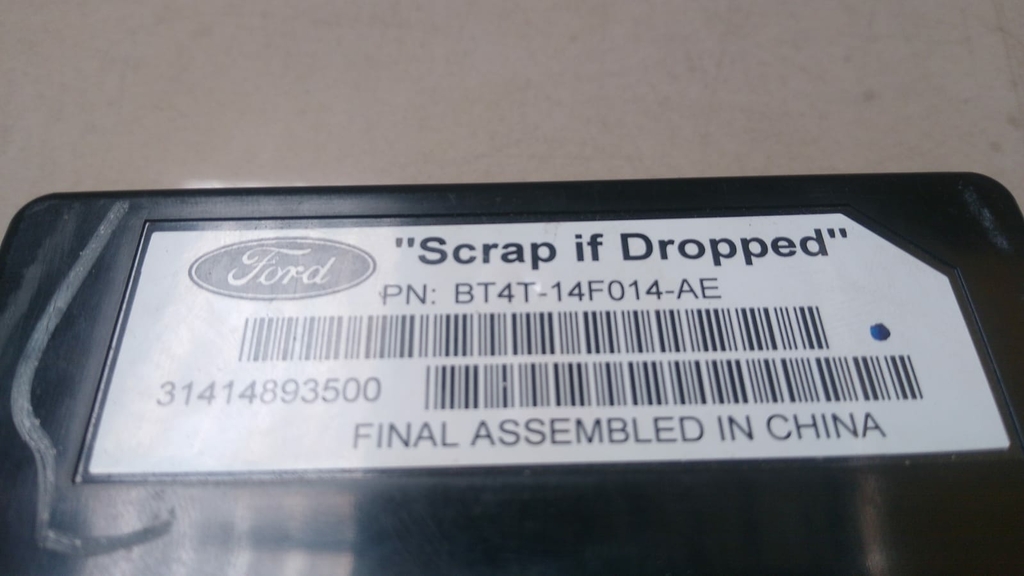 Ford
"Scrap if Dropped"
PN: BT4T-14F014-AE
31414893500
FINAL ASSEMBLED IN CHINA